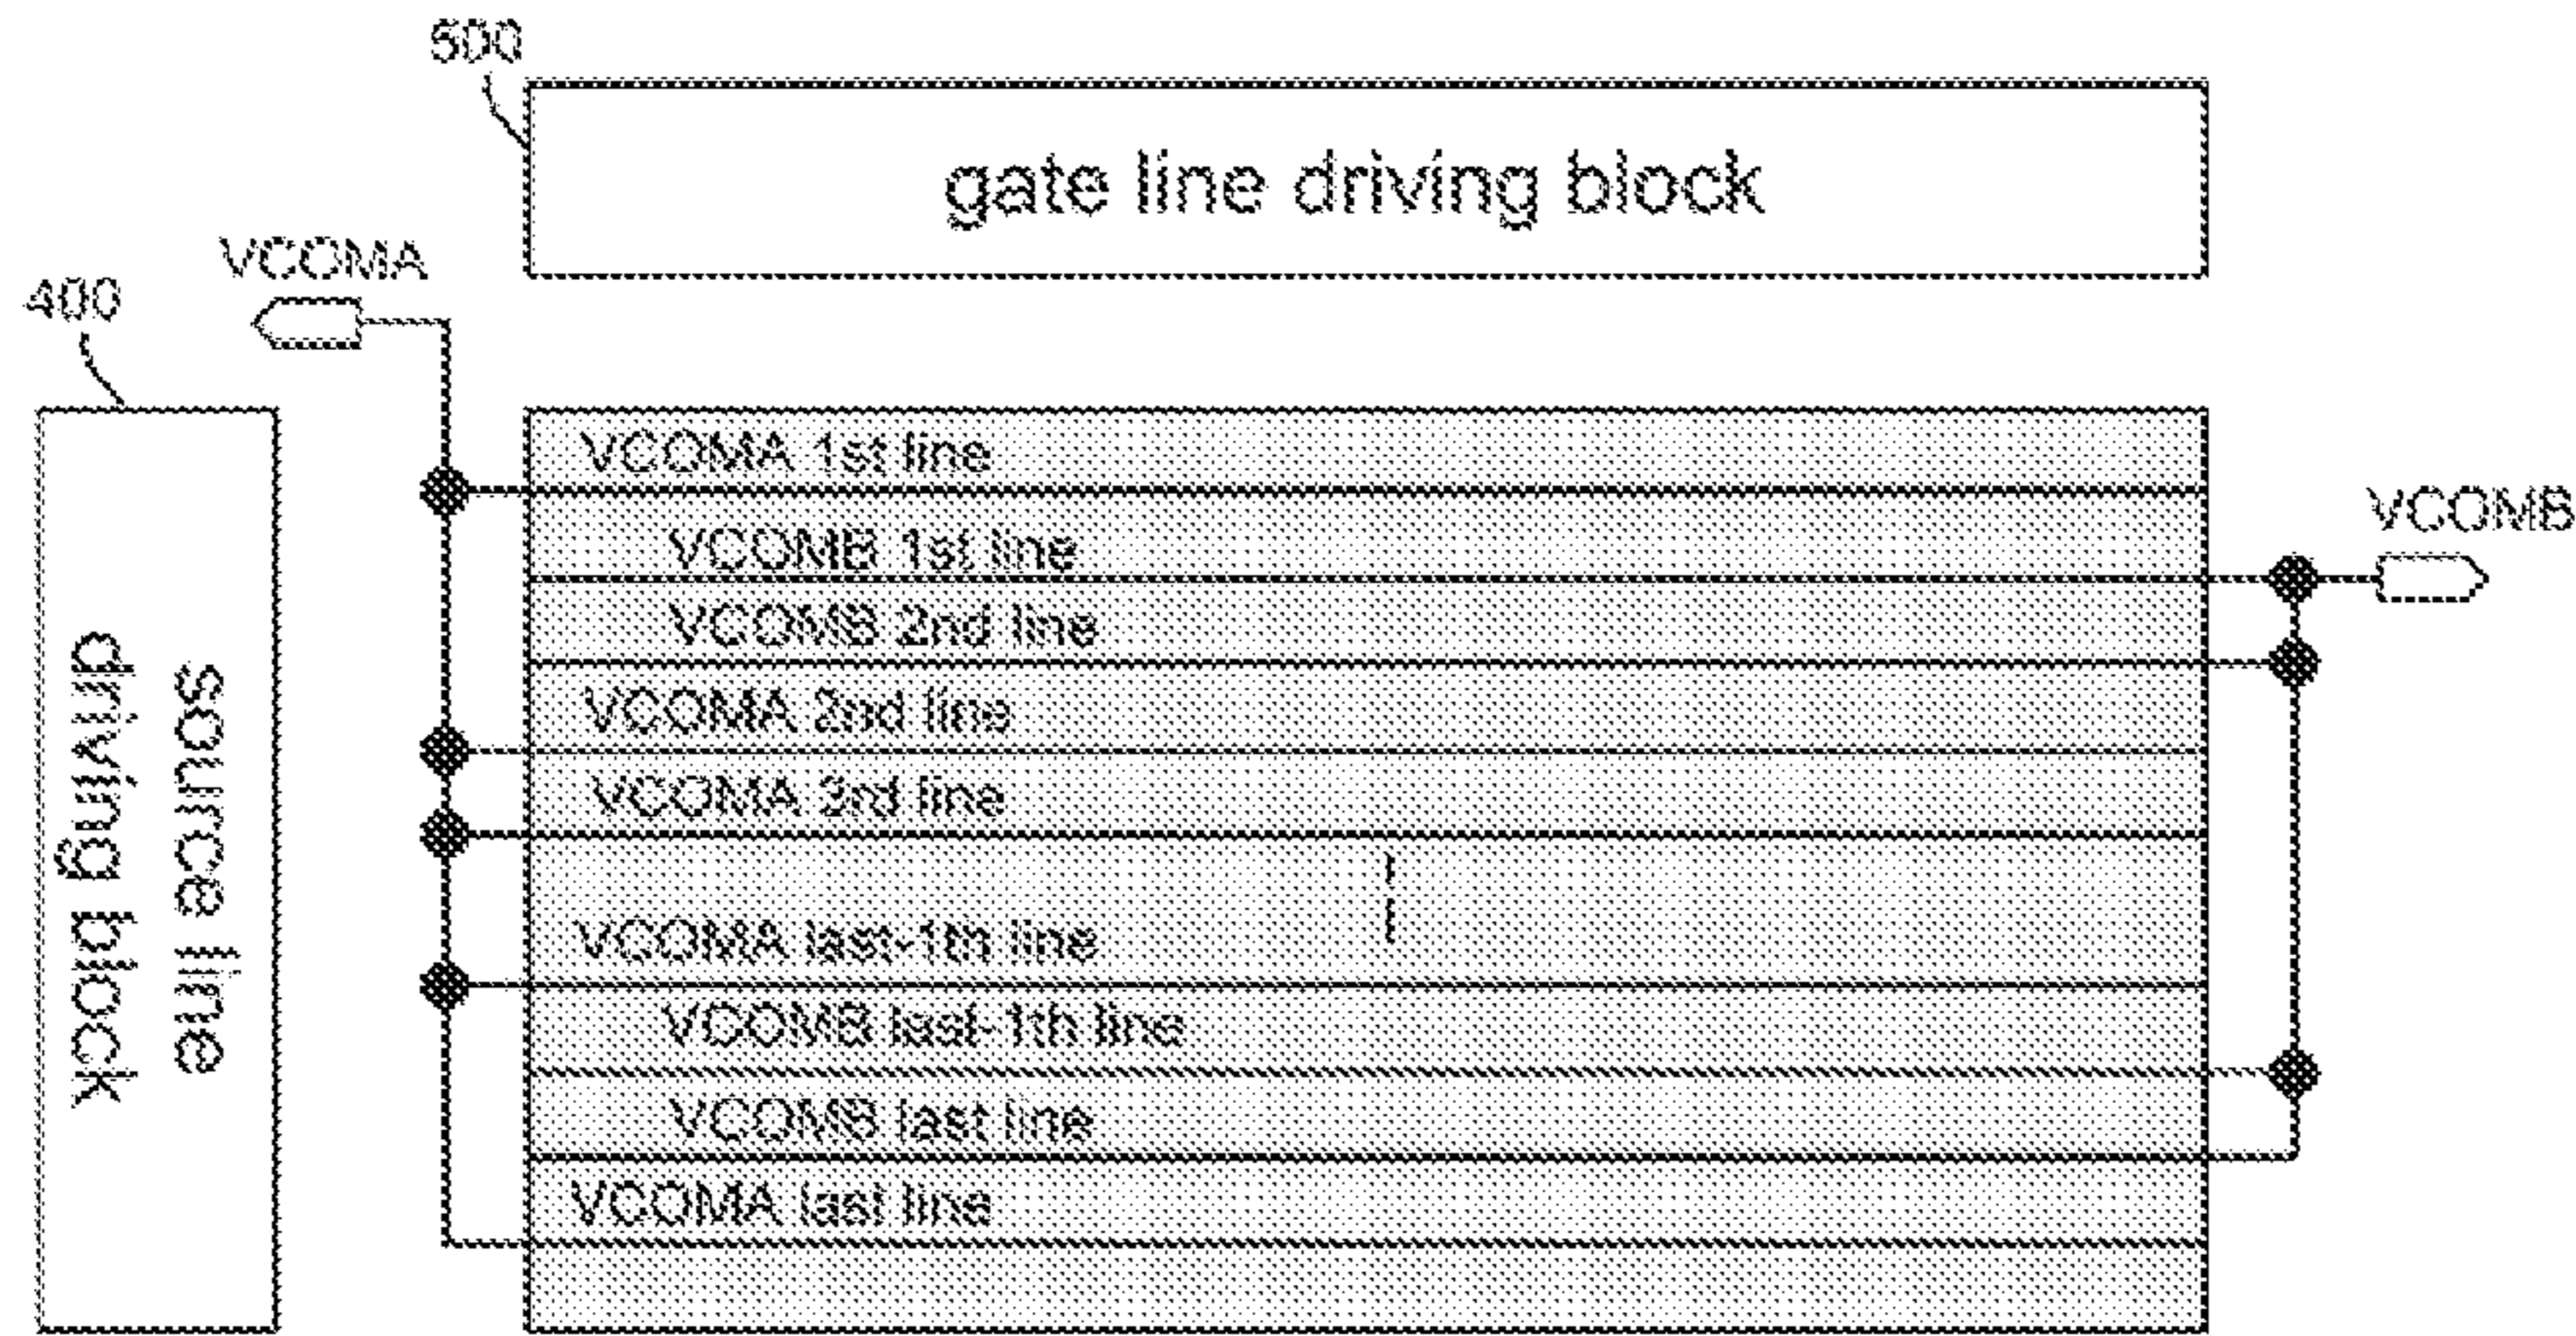 500
gate line driving block
VCOMA
400
VCOMA 1st line
VCOMB 1st line
VCOMB
VCOMB 2nd line
VCOMA 2nd line
VCOMA 3rd line
VCOMA last-1th line
VCOMB last-1th line
VCOMB last line
VCOMA last line
source line
driving block